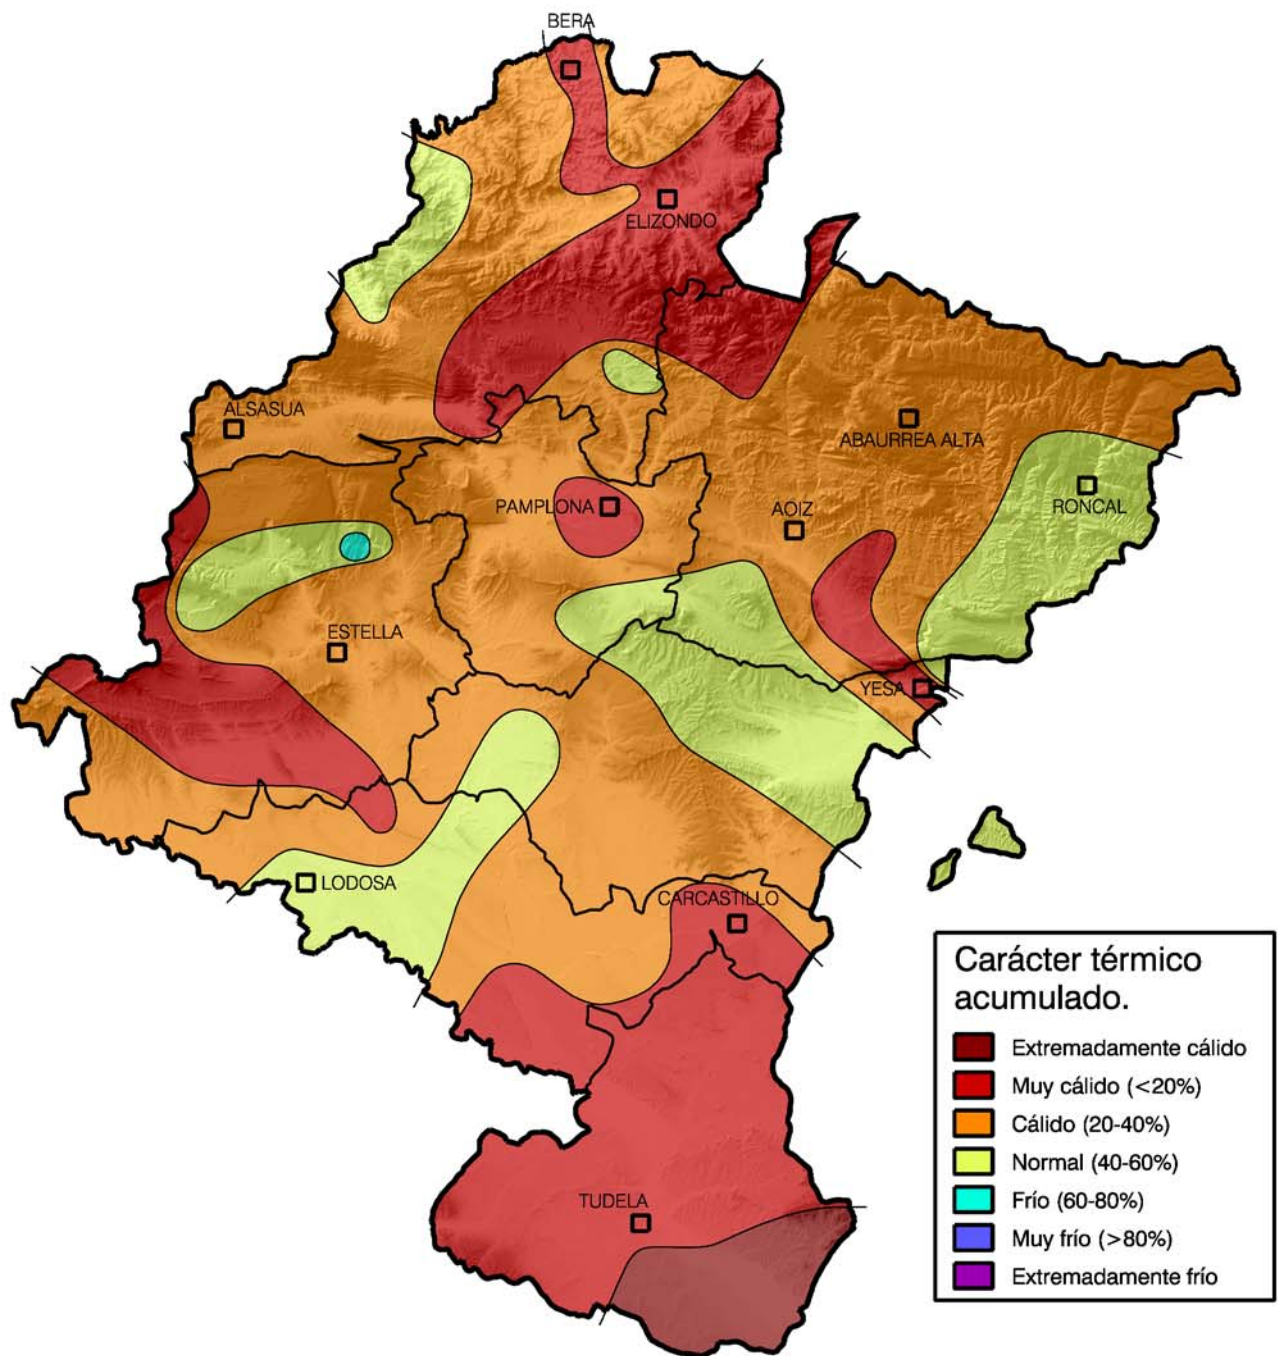 BERA
ELIZONDO
ALSASUA
ABAURREA ALTA
PAMPLONA
AOIZ
RONCAL
ESTELLA
YESA
LODOSA
CARCASTILLO
TUDELA
Carácter térmico
acumulado.
Extremadamente cálido
Muy cálido (<20%)
Cálido (20-40%)
Normal (40-60%)
Frío (60-80%)
Muy frío (>80%)
Extremadamente frío